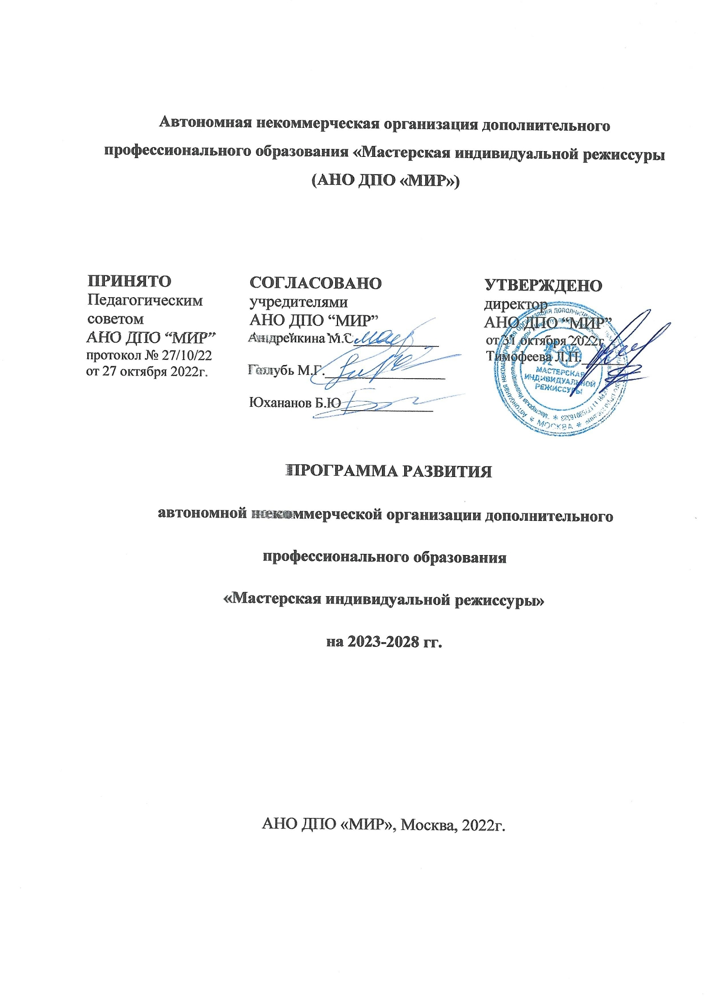 Автономная некоммерческая организация дополнительного
профессионального образования «Мастерская индивидуальной режиссуры
(АНО ДПО «МИР»)
ПРИНЯТО
Педагогическим
советом
АНО ДПО “МИР”
протокол № 27/10/22
от 27 октября 2022г.
СОГЛАСОВАНО
учредителями
АНО ДПО “МИР”
Андрейкина М.С
Голубь М.Г.
Юхананов Б.Ю
УТВЕРЖДЕНО
директор
АНО ДПО “МИР”
от 31 октября 2022г.
Тимофеева Л.П.
МАСТЕРСКАЯ
ИНДИВИДУАЛЬНОЙ
РЕЖИССУРЫ
МОСКВА
ПРОГРАММА РАЗВИТИЯ
автономной некоммерческой организации дополнительного
профессионального образования
«Мастерская индивидуальной режиссуры»
на 2023-2028 гг.
АНО ДПО «МИР», Москва, 2022г.